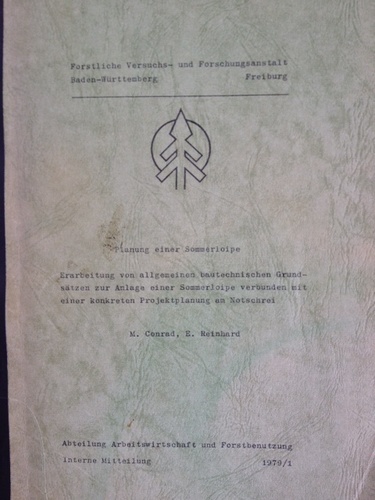 Forstliche Versuchs- und Forschungsanstalt
Baden-Württemberg Freiburg
Planung einer Sommerloipe
Erarbeitung von allgemeinen bautechnischen Grund-
sätzen zur Anlage einer Sommerloipe verbunden mit
einer konkreten Projektplanung am Notschrei
M. Conrad, E. Reinhard
Abteilung Arbeitswirtschaft und Forstbenutzung
interne Mitteilung 1979/1